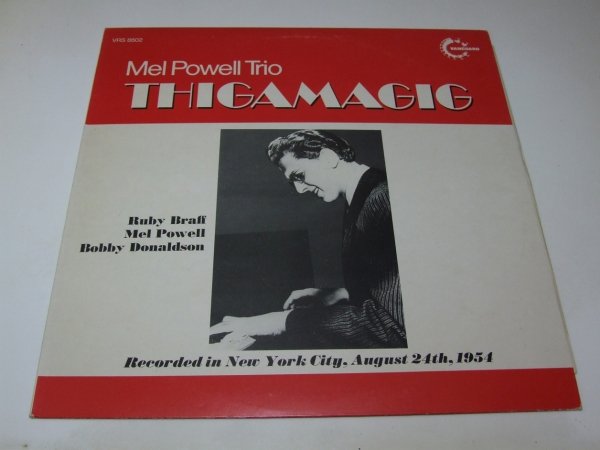 VRS 8502
VANGUARD
Mel Powell Trio
THIGAMAGIG
Ruby Braff
Mel Powell
Bobby Donaldson
Recorded in New York City, August 24th, 1954